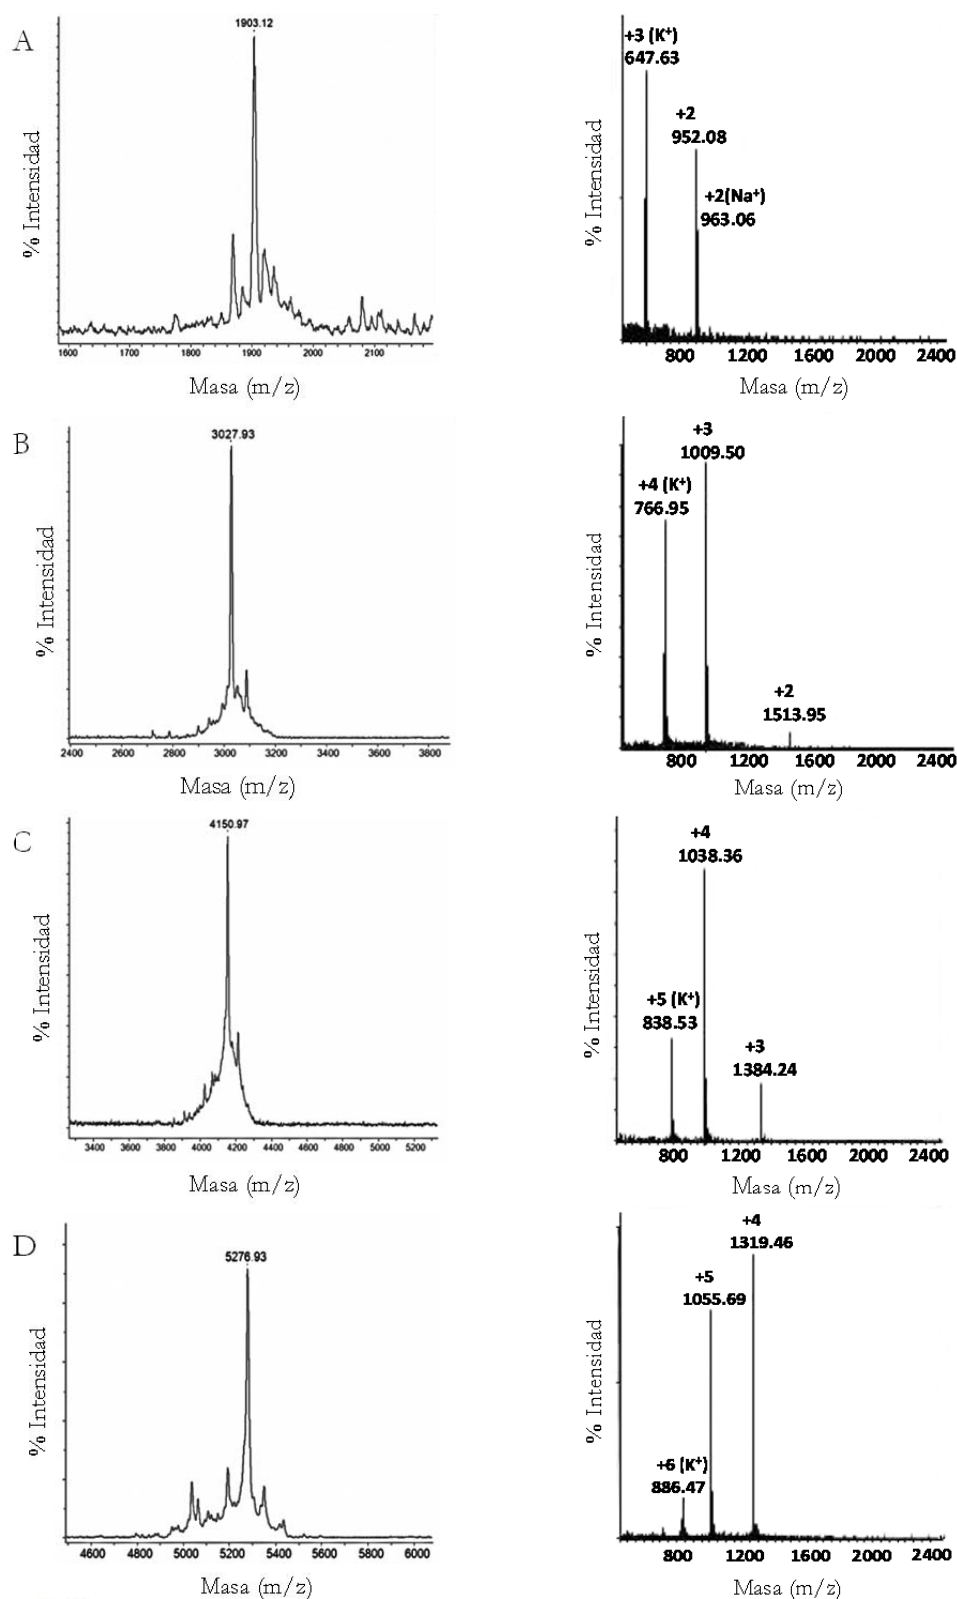 A
1903.12
% Intensidad
1600 1700 1800 1900 2000 2100
Masa (m/z)
+3 (K⁺)
647.63
+2
952.08
+2(Na⁺)
963.06
% Intensidad
800 1200 1600 2000 2400
Masa (m/z)
B
3027.93
% Intensidad
2400 2600 2800 3000 3200 3400 3600 3800
Masa (m/z)
+3
1009.50
+4 (K⁺)
766.95
+2
1513.95
% Intensidad
800 1200 1600 2000 2400
Masa (m/z)
C
4150.97
% Intensidad
3400 3600 3800 4000 4200 4400 4600 4800 5000 5200
Masa (m/z)
+4
1038.36
+5 (K⁺)
838.53
+3
1384.24
% Intensidad
800 1200 1600 2000 2400
Masa (m/z)
D
5276.93
% Intensidad
4600 4800 5000 5200 5400 5600 5800 6000
Masa (m/z)
+4
1319.46
+5
1055.69
+6 (K⁺)
886.47
% Intensidad
800 1200 1600 2000 2400
Masa (m/z)